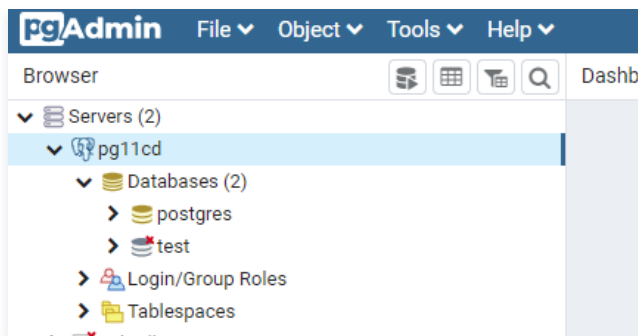 pgAdmin File Object Tools Help
Browser Dashb
Servers (2)
pg11cd
Databases (2)
postgres
test
Login/Group Roles
Tablespaces